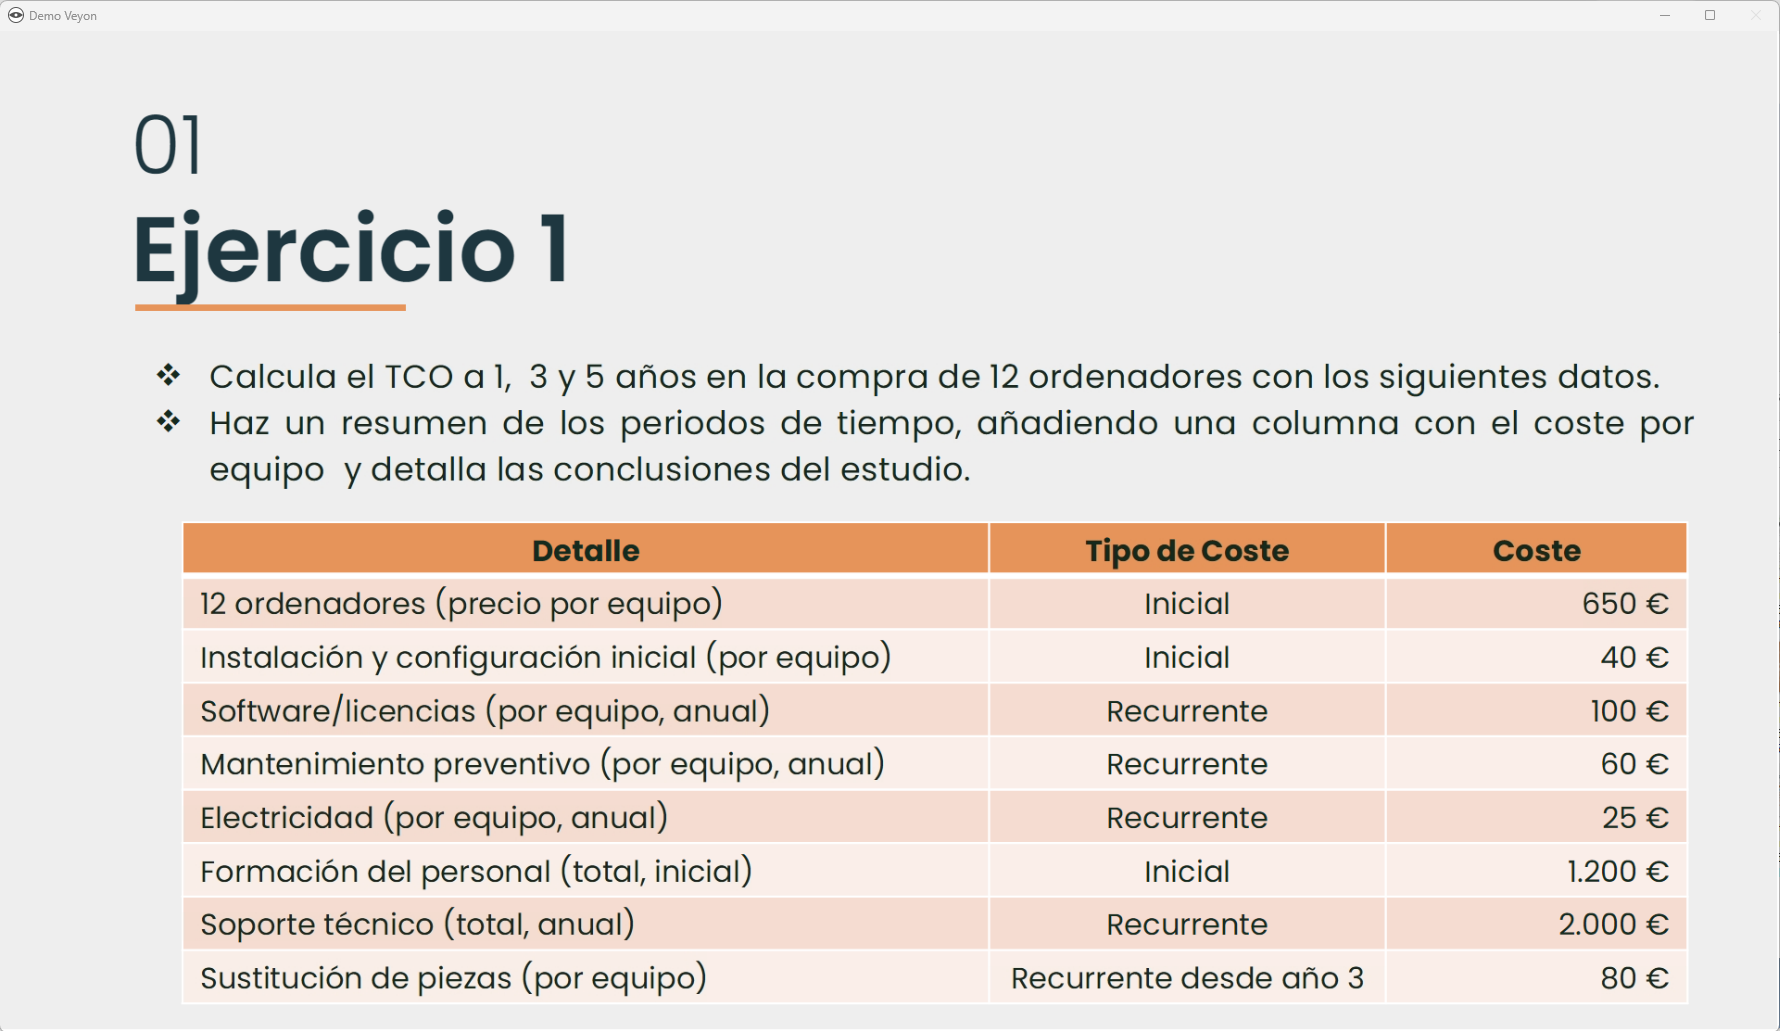 Demo Veyon
01
Ejercicio 1
❖ Calcula el TCO a 1, 3 y 5 años en la compra de 12 ordenadores con los siguientes datos.
❖ Haz un resumen de los periodos de tiempo, añadiendo una columna con el coste por
equipo y detalla las conclusiones del estudio.
Detalle Tipo de Coste Coste
12 ordenadores (precio por equipo) Inicial 650 €
Instalación y configuración inicial (por equipo) Inicial 40 €
Software/licencias (por equipo, anual) Recurrente 100 €
Mantenimiento preventivo (por equipo, anual) Recurrente 60 €
Electricidad (por equipo, anual) Recurrente 25 €
Formación del personal (total, inicial) Inicial 1.200 €
Soporte técnico (total, anual) Recurrente 2.000 €
Sustitución de piezas (por equipo) Recurrente desde año 3 80 €